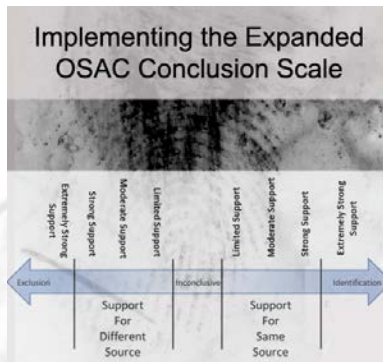 Implementing the Expanded
OSAC Conclusion Scale
Extremely Strong
Support
Strong Support
Moderate Support
Limited Support
Limited Support
Moderate Support
Strong Support
Extremely Strong
Support
Exclusion
Inconclusive
Identification
Support
For
Different
Source
Support
For
Same
Source